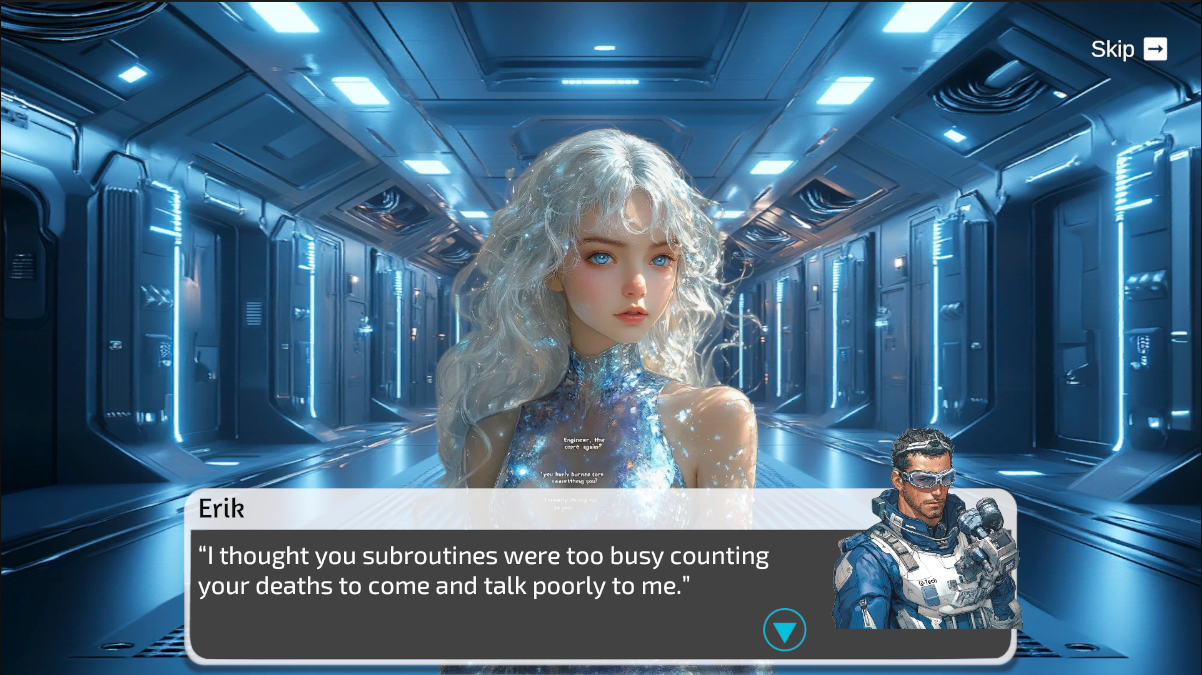 Skip
Engineer, the
core again?
Erik
“I thought you subroutines were too busy counting
your deaths to come and talk poorly to me.”